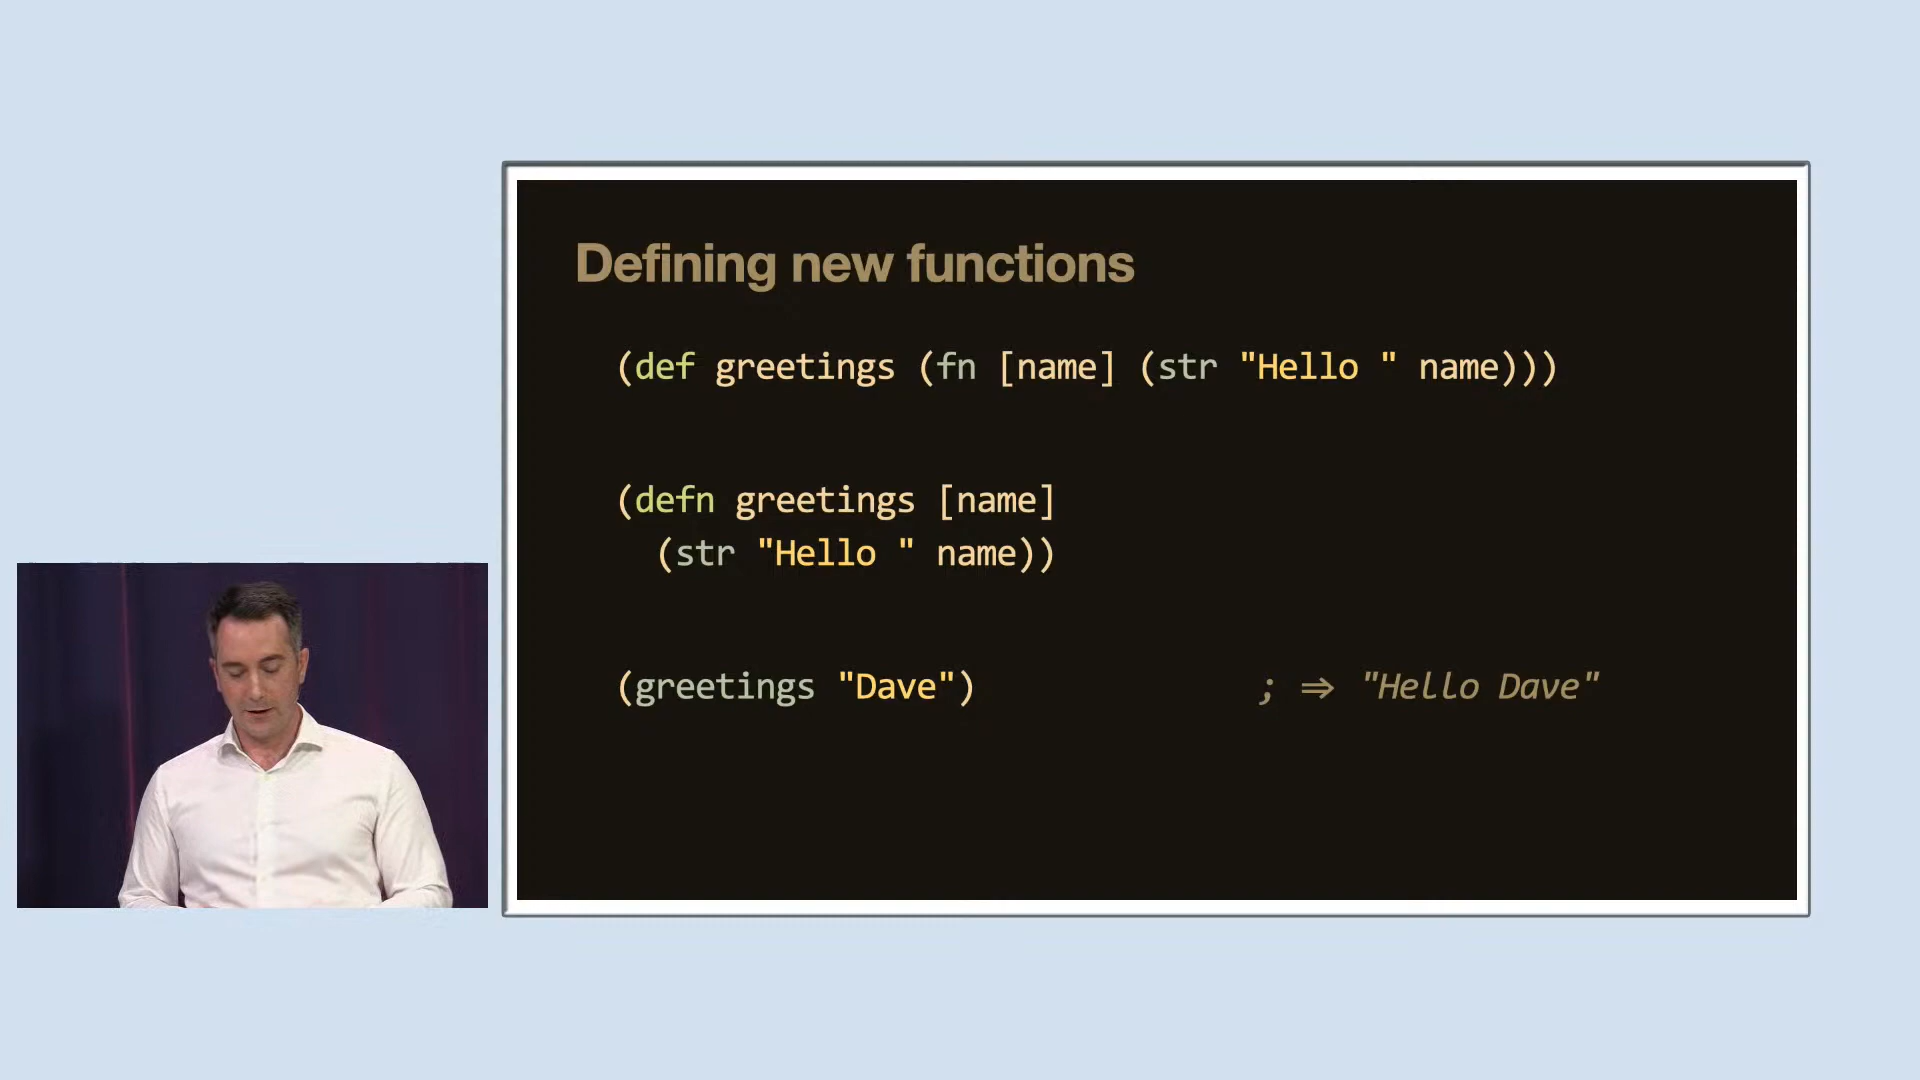 Defining new functions
(def greetings (fn [name] (str "Hello " name)))
(defn greetings [name]
(str "Hello " name))
(greetings "Dave") ; ⇒ "Hello Dave"